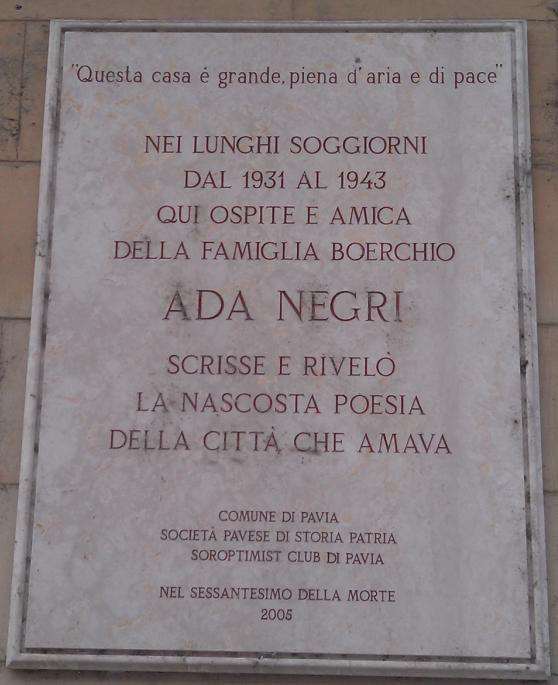 "Questa casa é grande, piena d'aria e di pace"
NEI LUNGHI SOGGIORNI
DAL 1931 AL 1943
QUI OSPITE E AMICA
DELLA FAMIGLIA BOERCHIO
ADA NEGRI
SCRISSE E RIVELÒ
LA NASCOSTA POESIA
DELLA CITTÀ CHE AMAVA
COMUNE DI PAVIA
SOCIETÀ PAVESE DI STORIA PATRIA
SOROPTIMIST CLUB DI PAVIA
NEL SESSANTESIMO DELLA MORTE
2005